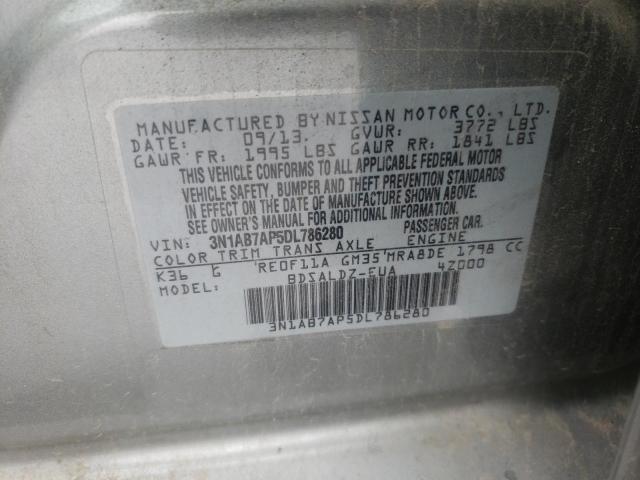 MANUFACTURED BY NISSAN MOTOR CO., LTD.
DATE: 09/13. GVWR: 3772 LBS
GAWR FR: 1995 LBS GAWR RR: 1841 LBS
THIS VEHICLE CONFORMS TO ALL APPLICABLE FEDERAL MOTOR
VEHICLE SAFETY, BUMPER AND THEFT PREVENTION STANDARDS
IN EFFECT ON THE DATE OF MANUFACTURE SHOWN ABOVE.
SEE OWNER'S MANUAL FOR ADDITIONAL INFORMATION.
VIN: 3N1AB7AP5DL786280 PASSENGER CAR.
COLOR TRIM TRANS AXLE ENGINE
K36 G RE0F11A GM35 MRA8DE 1798 CC
MODEL: BDSALDZ-EUA 4Z000
3N1AB7AP5DL786280